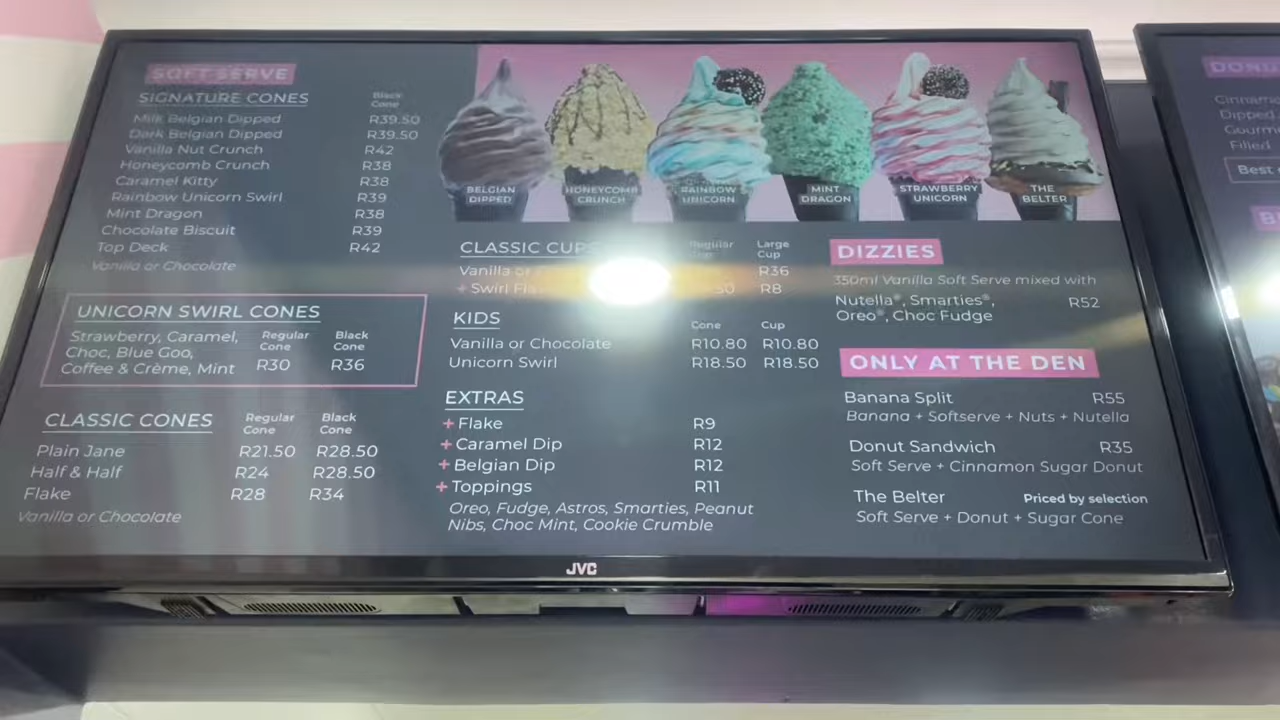 SOFT SERVE
SIGNATURE CONES
Black Cone
Milk Belgian Dipped R39.50
Dark Belgian Dipped R39.50
Vanilla Nut Crunch R42
Honeycomb Crunch R38
Caramel Kitty R38
Rainbow Unicorn Swirl R39
Mint Dragon R38
Chocolate Biscuit R39
Top Deck R42
Vanilla or Chocolate
UNICORN SWIRL CONES
Regular Cone Black Cone
Strawberry, Caramel,
Choc, Blue Goo,
Coffee & Crème, Mint R30 R36
CLASSIC CONES Regular Cone Black Cone
Plain Jane R21.50 R28.50
Half & Half R24 R28.50
Flake R28 R34
Vanilla or Chocolate
BELGIAN DIPPED
HONEYCOMB CRUNCH
RAINBOW UNICORN
MINT DRAGON
STRAWBERRY UNICORN
THE BELTER
CLASSIC CUPS Regular Large Cup
Vanilla or R36
+ Swirl R8
KIDS Cone Cup
Vanilla or Chocolate R10.80 R10.80
Unicorn Swirl R18.50 R18.50
EXTRAS
+ Flake R9
+ Caramel Dip R12
+ Belgian Dip R12
+ Toppings R11
Oreo, Fudge, Astros, Smarties, Peanut
Nibs, Choc Mint, Cookie Crumble
DIZZIES
350ml Vanilla Soft Serve mixed with
Nutella®, Smarties®, R52
Oreo®, Choc Fudge
ONLY AT THE DEN
Banana Split R55
Banana + Softserve + Nuts + Nutella
Donut Sandwich R35
Soft Serve + Cinnamon Sugar Donut
The Belter Priced by selection
Soft Serve + Donut + Sugar Cone
JVC
Dipped
Filled
Best